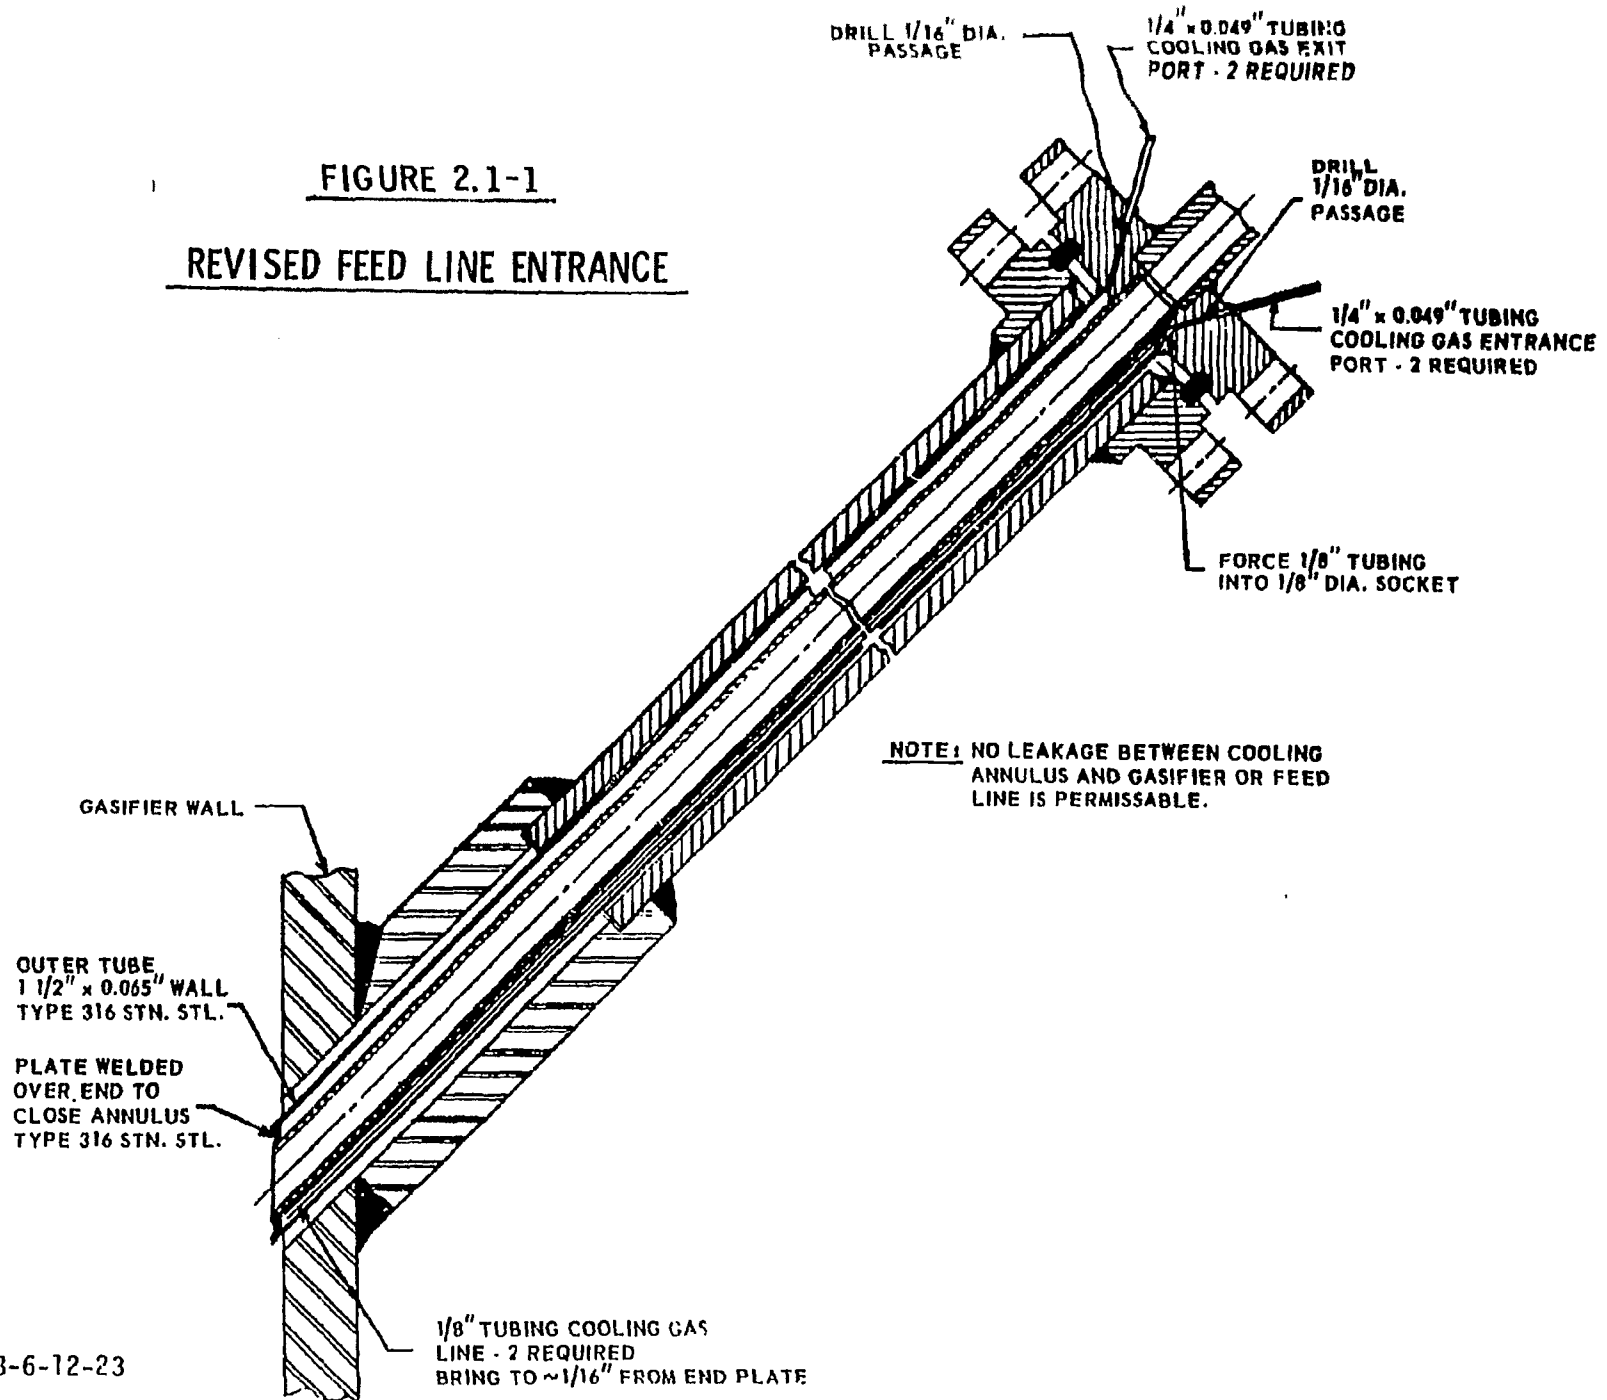 DRILL 1/16" DIA.
PASSAGE
1/4" x 0.049" TUBING
COOLING GAS EXIT
PORT - 2 REQUIRED
FIGURE 2.1-1
REVISED FEED LINE ENTRANCE
DRILL
1/16" DIA.
PASSAGE
1/4" x 0.049" TUBING
COOLING GAS ENTRANCE
PORT - 2 REQUIRED
FORCE 1/8" TUBING
INTO 1/8" DIA. SOCKET
NOTE: NO LEAKAGE BETWEEN COOLING
ANNULUS AND GASIFIER OR FEED
LINE IS PERMISSABLE.
GASIFIER WALL
OUTER TUBE
1 1/2" x 0.065" WALL
TYPE 316 STN. STL.
PLATE WELDED
OVER END TO
CLOSE ANNULUS
TYPE 316 STN. STL.
1/8" TUBING COOLING GAS
LINE - 2 REQUIRED
BRING TO ~1/16" FROM END PLATE
-6-12-23